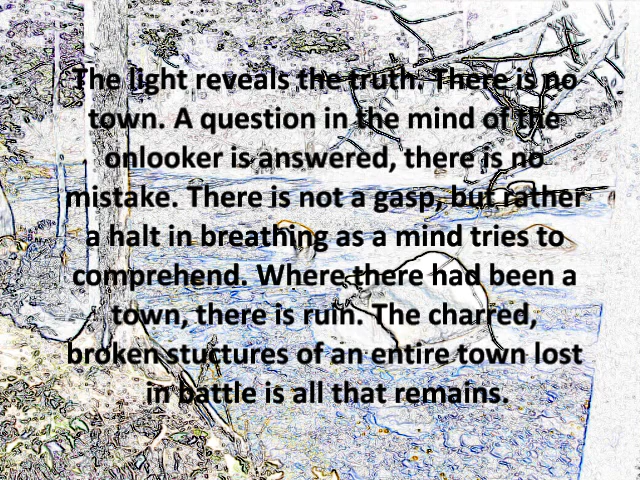 The light reveals the truth. There is no
town. A question in the mind of the
onlooker is answered, there is no
mistake. There is not a gasp, but rather
a halt in breathing as a mind tries to
comprehend. Where there had been a
town, there is ruin. The charred,
broken stuctures of an entire town lost
in battle is all that remains.